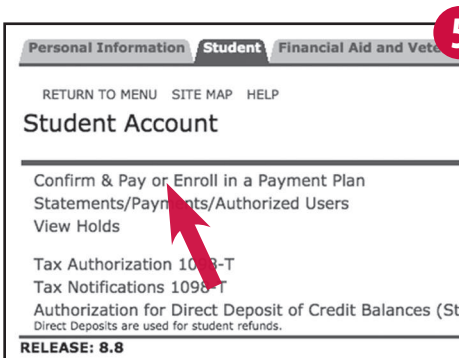 Personal Information Student Financial Aid and Vete
5
RETURN TO MENU SITE MAP HELP
Student Account
Confirm & Pay or Enroll in a Payment Plan
Statements/Payments/Authorized Users
View Holds
Tax Authorization 1098-T
Tax Notifications 1098-T
Authorization for Direct Deposit of Credit Balances (St
Direct Deposits are used for student refunds.
RELEASE: 8.8